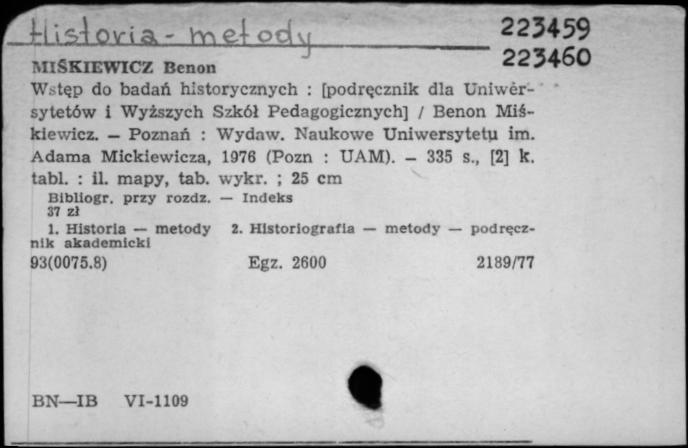 Historia - metody
223459
223460
MIŚKIEWICZ Benon
Wstęp do badań historycznych : [podręcznik dla Uniwer-
sytetów i Wyższych Szkół Pedagogicznych] / Benon Miś-
kiewicz. — Poznań : Wydaw. Naukowe Uniwersytetu im.
Adama Mickiewicza, 1976 (Pozn : UAM). — 335 s., [2] k.
tabl. : il. mapy, tab. wykr. ; 25 cm
Bibliogr. przy rozdz. — Indeks
37 zł
1. Historia — metody 2. Historiografia — metody — podręcz-
nik akademicki
93(0075.8) Egz. 2600 2189/77
BN—IB VI-1109